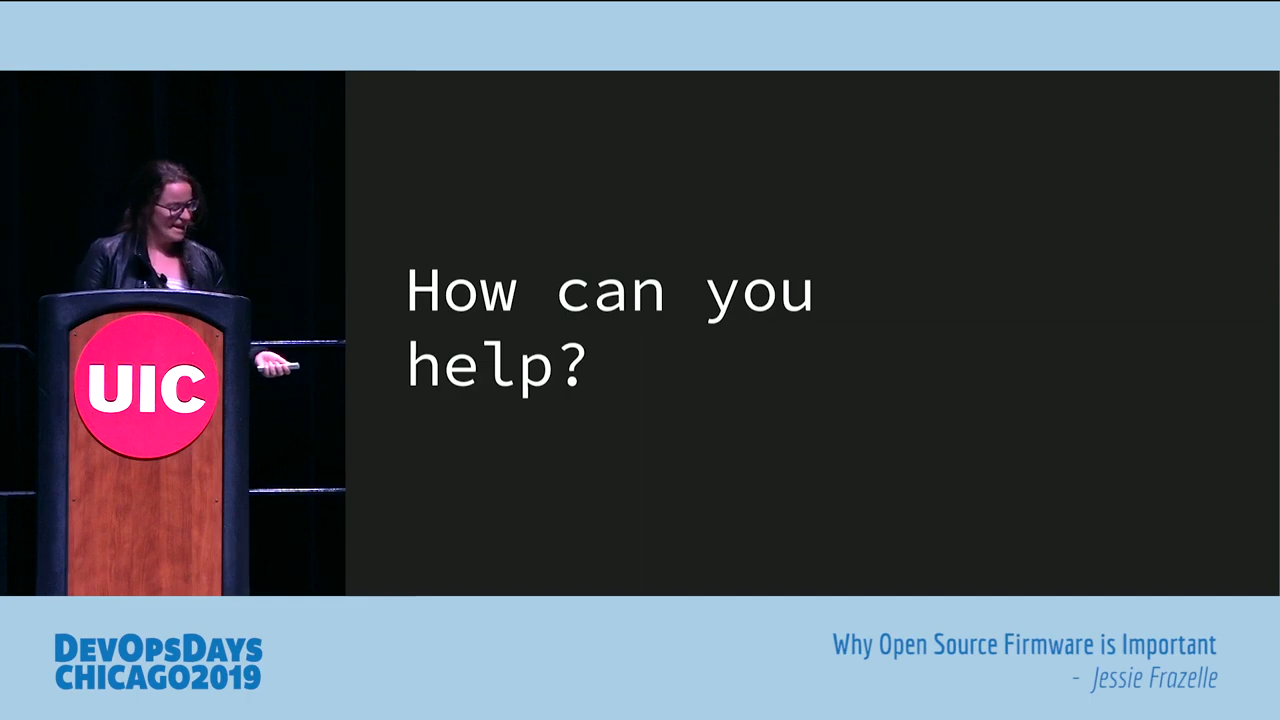 How can you
help?
UIC
DEVOPSDAYS
CHICAGO2019
Why Open Source Firmware is Important
- Jessie Frazelle